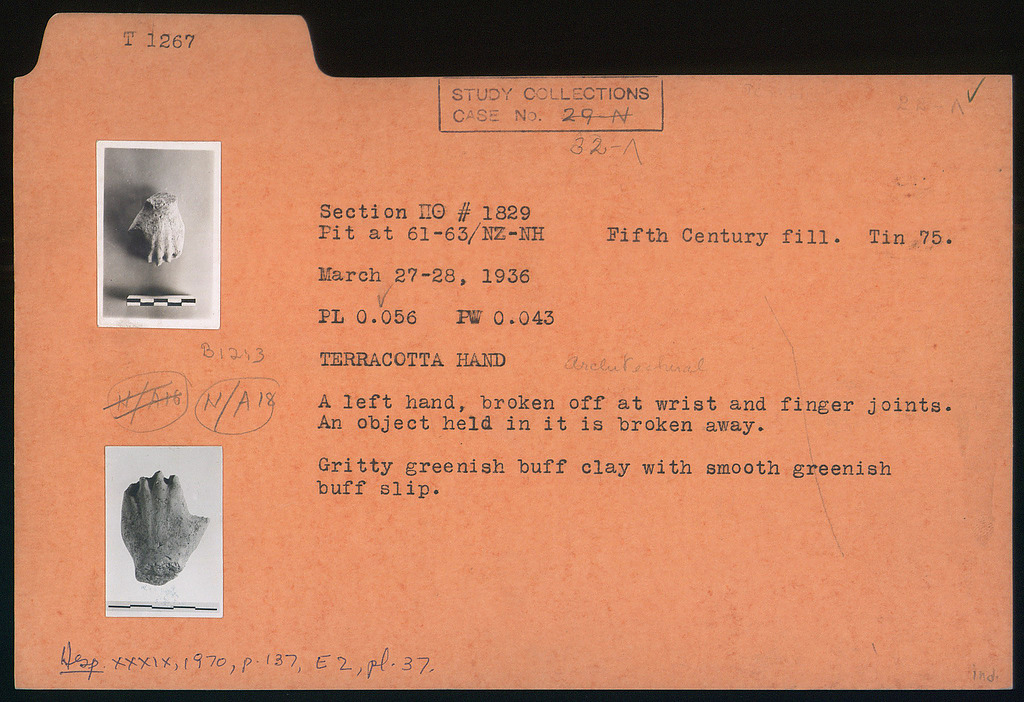 T 1267
STUDY COLLECTIONS
CASE No. 29-N
32-Λ
Section ΠΘ # 1829
Pit at 61-63/NZ-NH Fifth Century fill. Tin 75.
March 27-28, 1936
PL 0.056 PW 0.043
TERRACOTTA HAND Architectural
B1213
N/A18 N/A18
A left hand, broken off at wrist and finger joints.
An object held in it is broken away.
Gritty greenish buff clay with smooth greenish
buff slip.
Hesp. XXXIX, 1970, p. 137, E 2, pl. 37.
ind.